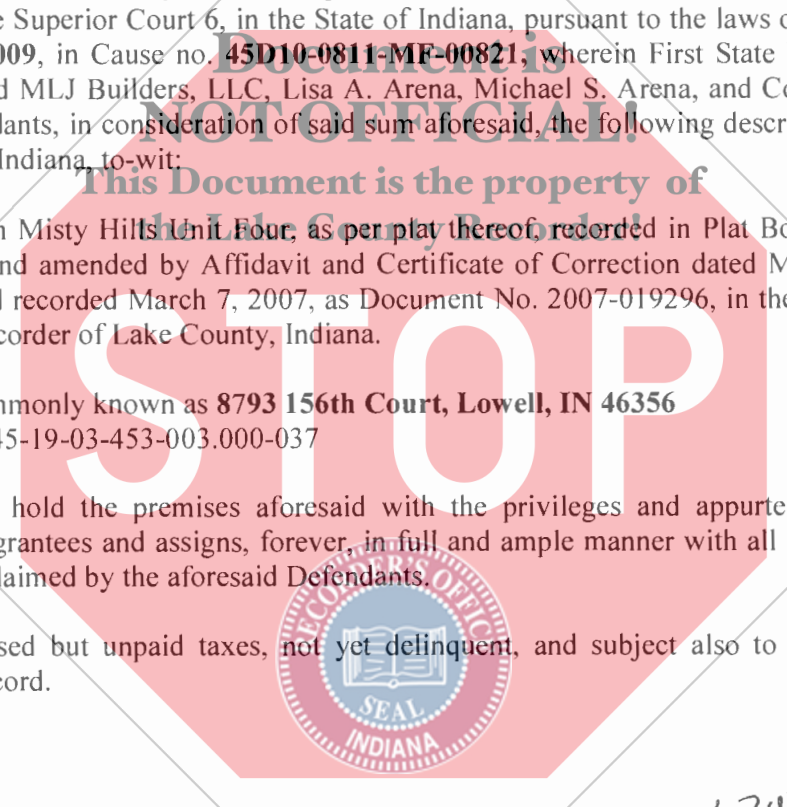 e Superior Court 6, in the State of Indiana, pursuant to the laws o
009, in Cause no. 45D10-0811-MF-00821, wherein First State
d MLJ Builders, LLC, Lisa A. Arena, Michael S. Arena, and Co
dants, in consideration of said sum aforesaid, the following descr
Indiana, to-wit:
Document is
NOT OFFICIAL!
This Document is the property of
the Lake County Recorder!
n Misty Hills Unit Four, as per plat thereof, recorded in Plat Bo
nd amended by Affidavit and Certificate of Correction dated M
d recorded March 7, 2007, as Document No. 2007-019296, in the
corder of Lake County, Indiana.
mmonly known as 8793 156th Court, Lowell, IN 46356
45-19-03-453-003.000-037
STOP
hold the premises aforesaid with the privileges and appurte
grantees and assigns, forever, in full and ample manner with all
laimed by the aforesaid Defendants.
sed but unpaid taxes, not yet delinquent, and subject also to
cord.
RECORDER'S OFFICE
SEAL
INDIANA